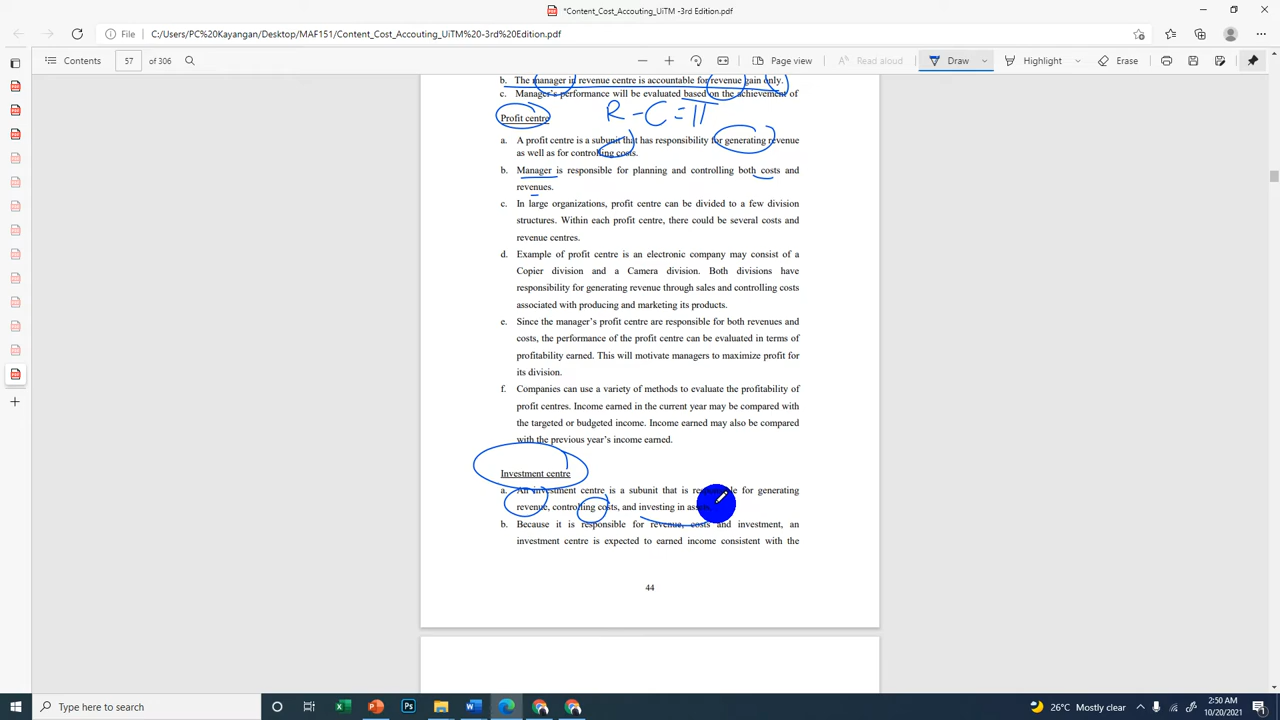 *Content_Cost_Accouting_UiTM -3rd Edition.pdf
File C:/Users/PC%20Kayangan/Desktop/MAF151/Content_Cost_Accouting_UiTM%20-3rd%20Edition.pdf
Contents 57 of 306 Page view Read aloud Draw Highlight Erase
b. The manager in revenue centre is accountable for revenue gain only.
c. Manager's performance will be evaluated based on the achievement of
R - C = π
Profit centre
a. A profit centre is a subunit that has responsibility for generating revenue
as well as for controlling costs.
b. Manager is responsible for planning and controlling both costs and
revenues.
c. In large organizations, profit centre can be divided to a few division
structures. Within each profit centre, there could be several costs and
revenue centres.
d. Example of profit centre is an electronic company may consist of a
Copier division and a Camera division. Both divisions have
responsibility for generating revenue through sales and controlling costs
associated with producing and marketing its products.
e. Since the manager's profit centre are responsible for both revenues and
costs, the performance of the profit centre can be evaluated in terms of
profitability earned. This will motivate managers to maximize profit for
its division.
f. Companies can use a variety of methods to evaluate the profitability of
profit centres. Income earned in the current year may be compared with
the targeted or budgeted income. Income earned may also be compared
with the previous year's income earned.
Investment centre
a. An investment centre is a subunit that is responsible for generating
revenue, controlling costs, and investing in assets.
b. Because it is responsible for revenue, costs and investment, an
investment centre is expected to earned income consistent with the
44
Type here to search
26°C Mostly clear
2:50 AM
10/20/2021